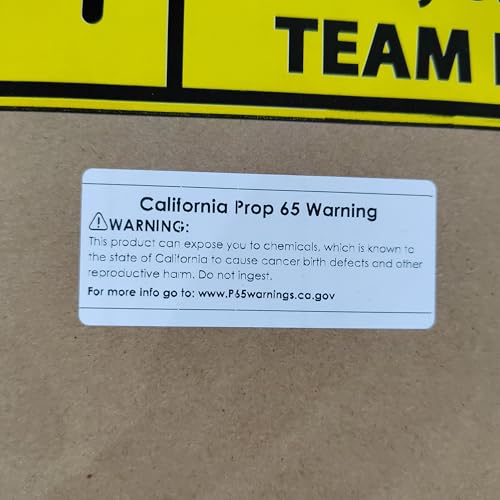 TEAM
California Prop 65 Warning
WARNING:
This product can expose you to chemicals, which is known to
the state of California to cause cancer birth defects and other
reproductive harm. Do not ingest.
For more info go to: www.P65warnings.ca.gov